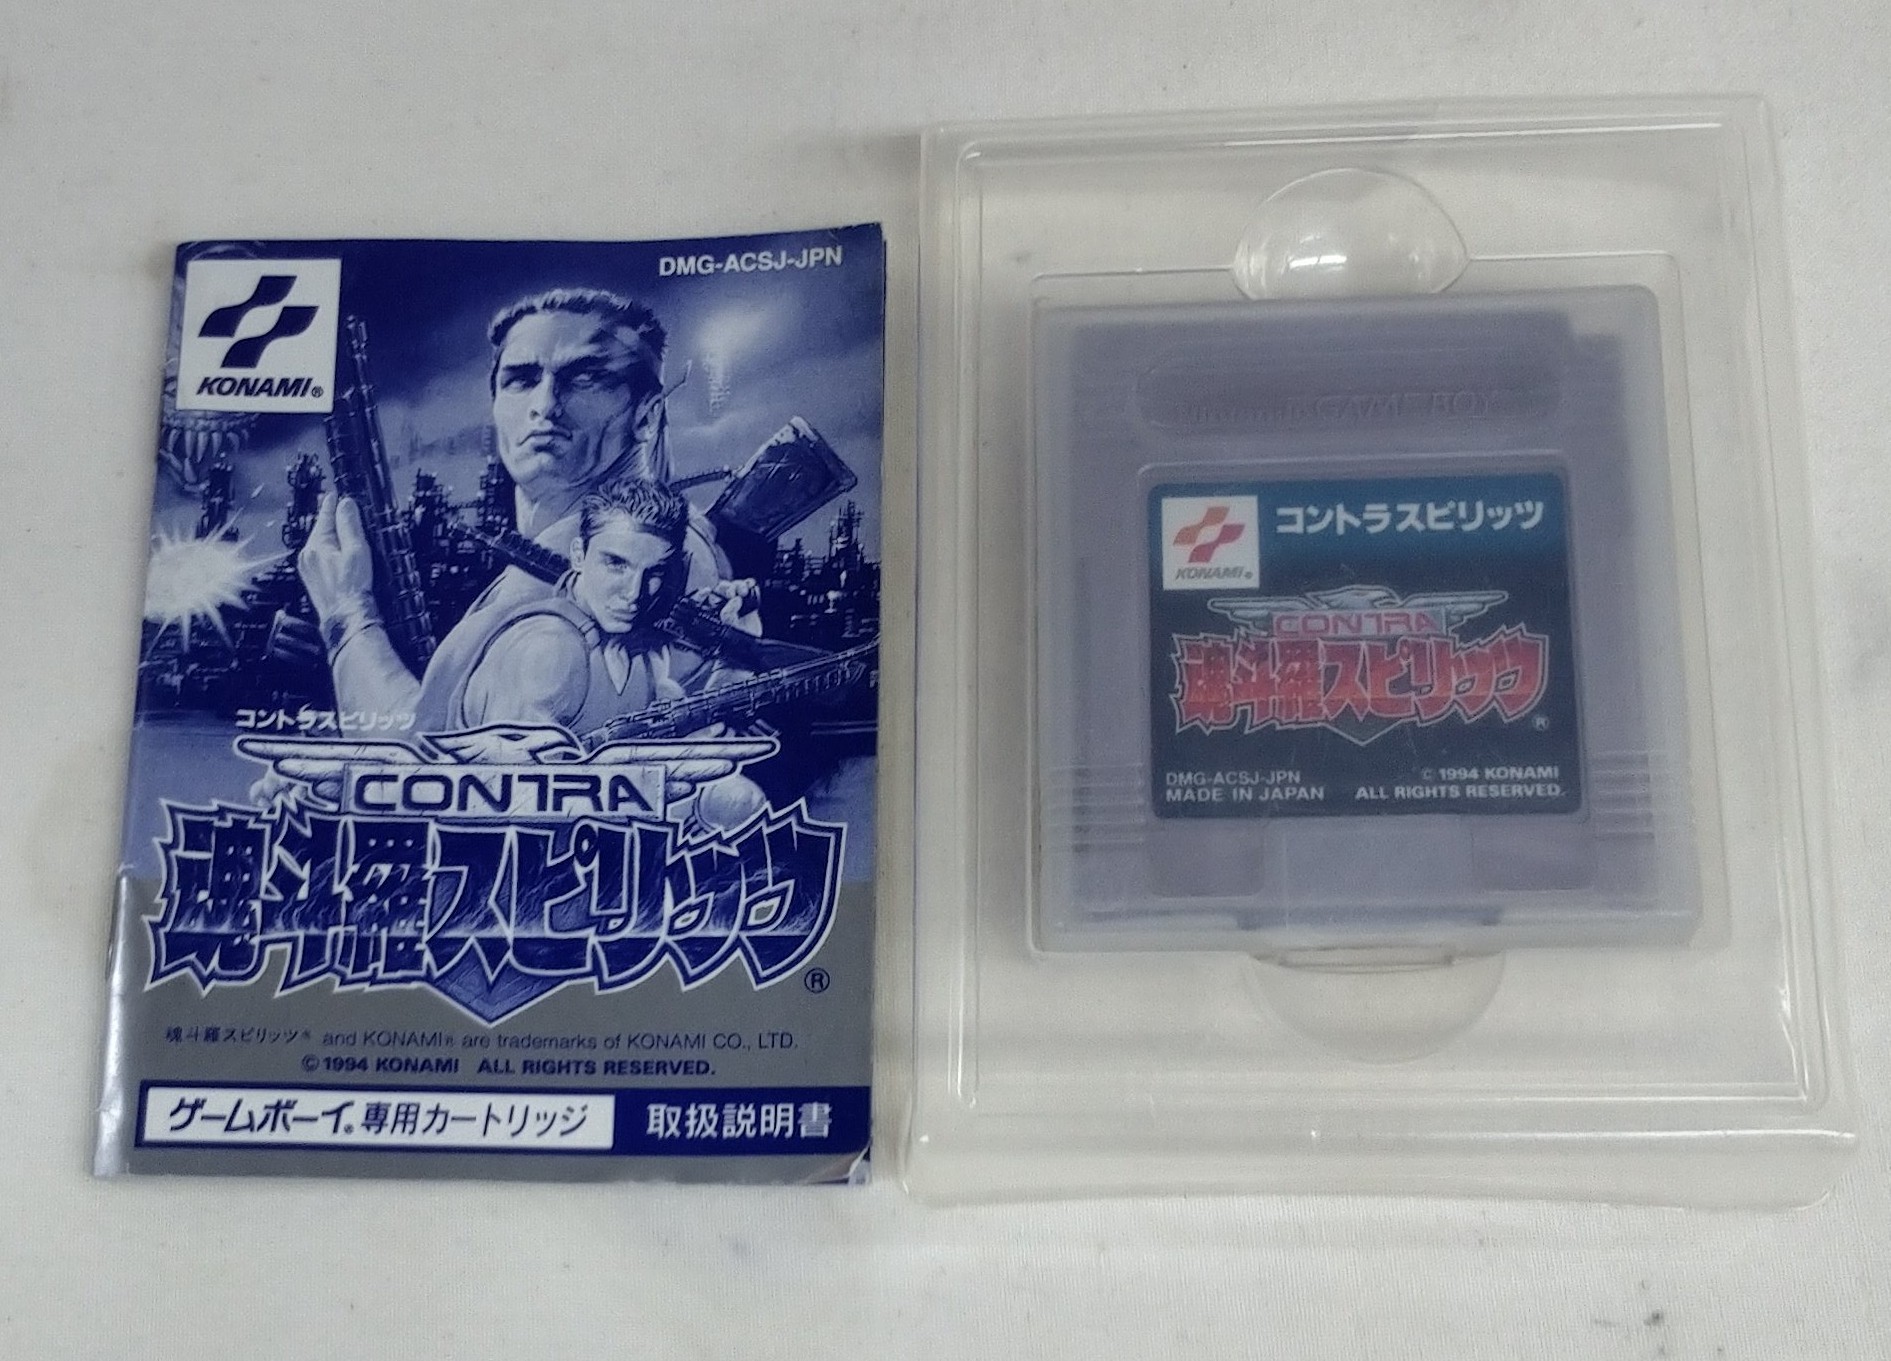 DMG-ACSJ-JPN
KONAMI®
コントラスピリッツ
CONTRA
魂斗羅スピリッツ®
魂斗羅スピリッツ® and KONAMI® are trademarks of KONAMI CO., LTD.
© 1994 KONAMI ALL RIGHTS RESERVED.
ゲームボーイ®専用カートリッジ 取扱説明書
Nintendo GAME BOY
コントラスピリッツ
KONAMI®
CONTRA
魂斗羅スピリッツ®
DMG-ACSJ-JPN © 1994 KONAMI
MADE IN JAPAN ALL RIGHTS RESERVED.